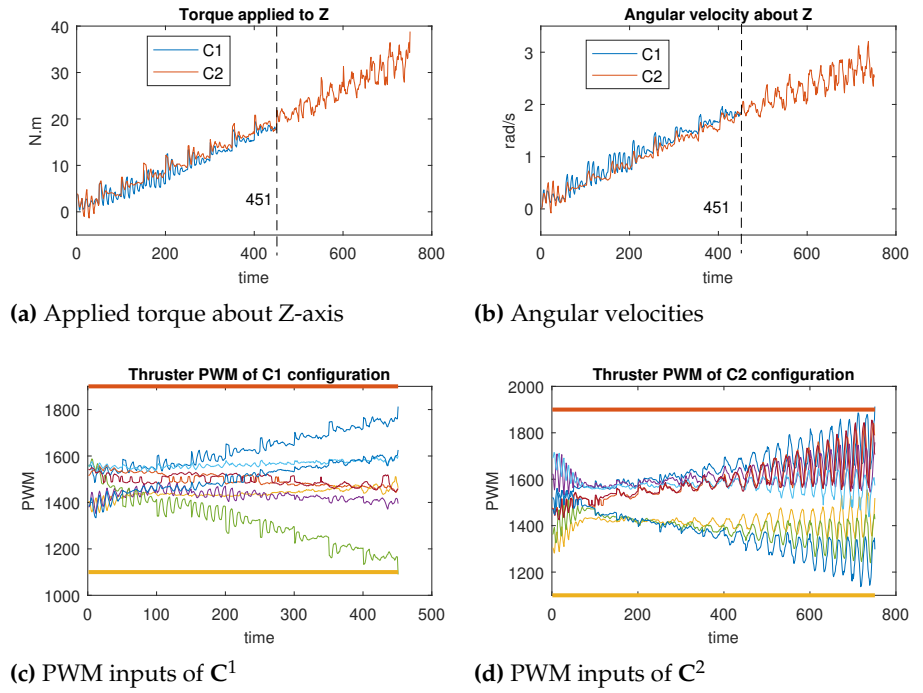 Torque applied to Z
40
30
20
10
0
N.m
C1
C2
451
0 200 400 600 800
time
(a) Applied torque about Z-axis
Angular velocity about Z
3
2
1
0
rad/s
C1
C2
451
0 200 400 600 800
time
(b) Angular velocities
Thruster PWM of C1 configuration
1800
1600
1400
1200
1000
PWM
0 100 200 300 400 500
time
(c) PWM inputs of C¹
Thruster PWM of C2 configuration
2000
1800
1600
1400
1200
PWM
0 200 400 600 800
time
(d) PWM inputs of C²